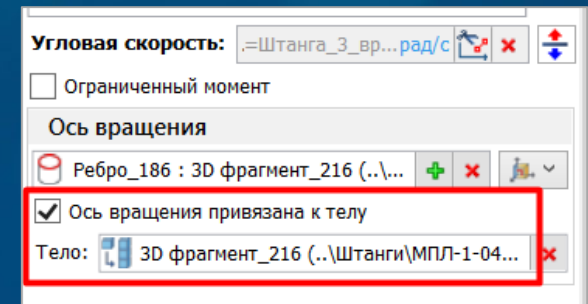 Угловая скорость: .=Штанга_3_вр...рад/с
Ограниченный момент
Ось вращения
Ребро_186 : 3D фрагмент_216 (..\...
Ось вращения привязана к телу
Тело: 3D фрагмент_216 (..\Штанги\МПЛ-1-04...